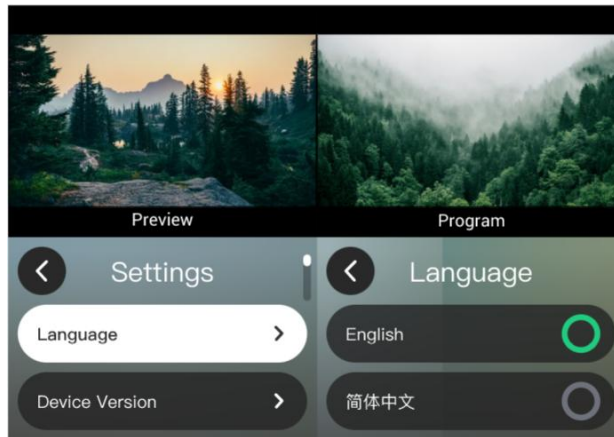 Preview
Program
Settings
Language
Language
English
Device Version
简体中文